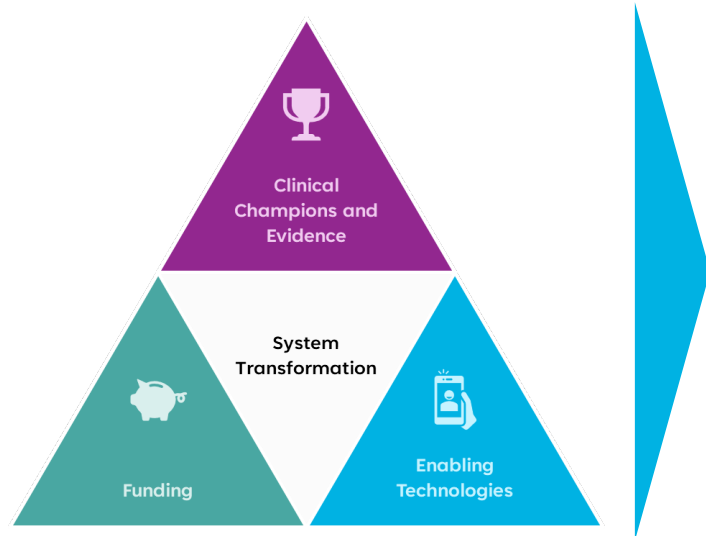 Clinical
Champions and
Evidence
System
Transformation
Funding
Enabling
Technologies